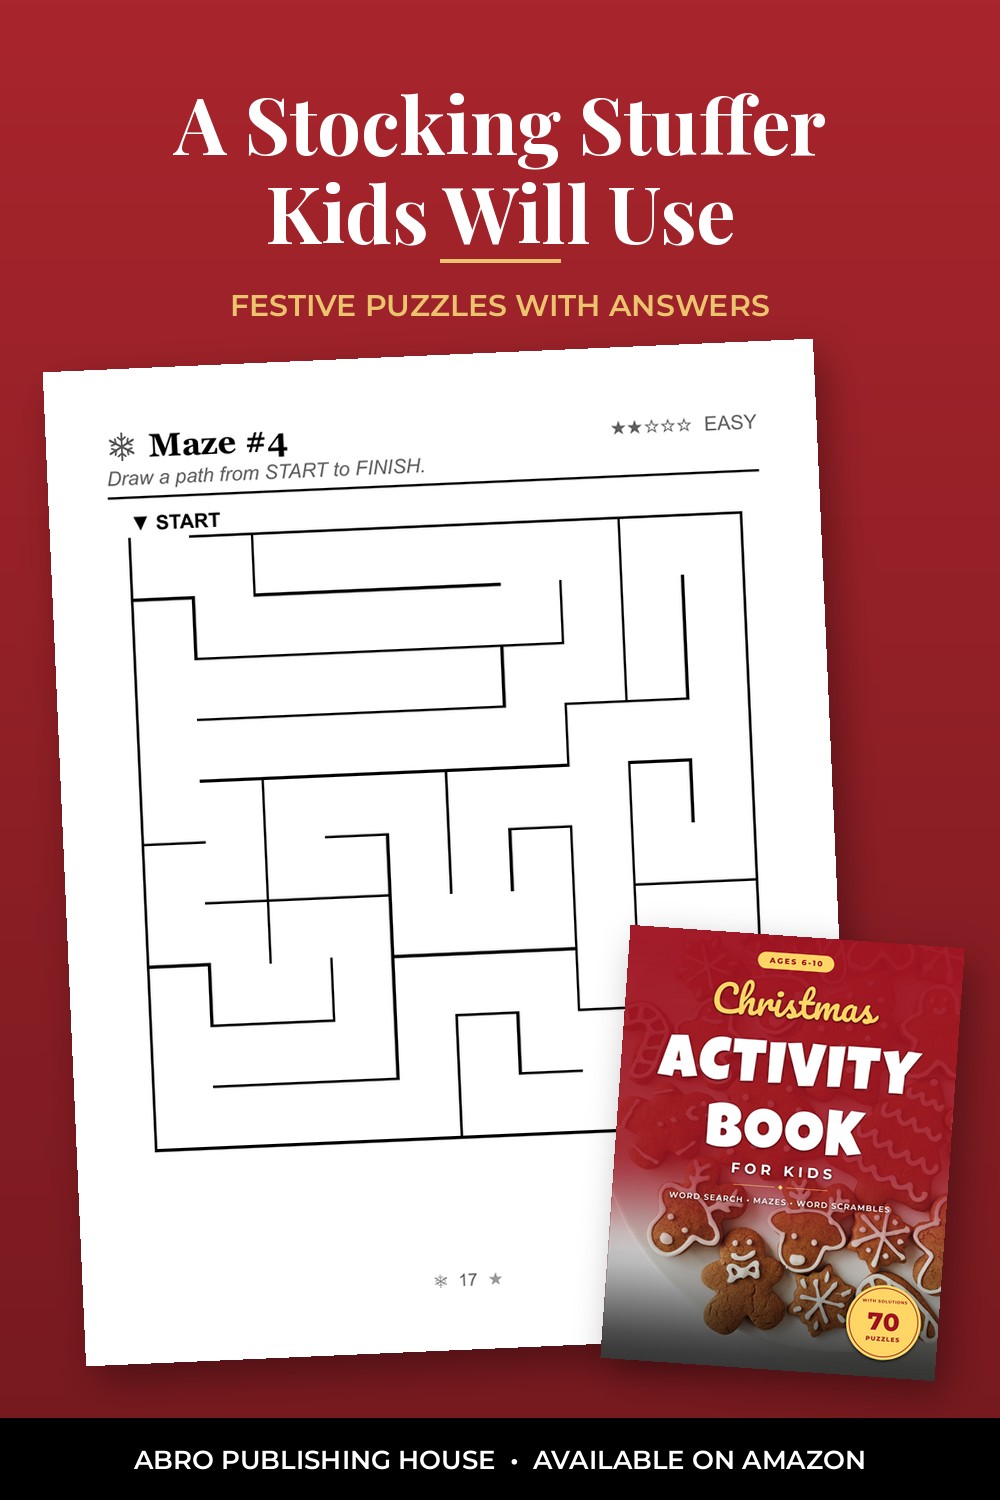 A Stocking Stuffer
Kids Will Use
FESTIVE PUZZLES WITH ANSWERS
Maze #4
★★☆☆☆ EASY
Draw a path from START to FINISH.
▼ START
17
AGES 6-10
Christmas
ACTIVITY
BOOK
FOR KIDS
WORD SEARCH • MAZES • WORD SCRAMBLES
WITH SOLUTIONS
70
PUZZLES
ABRO PUBLISHING HOUSE • AVAILABLE ON AMAZON